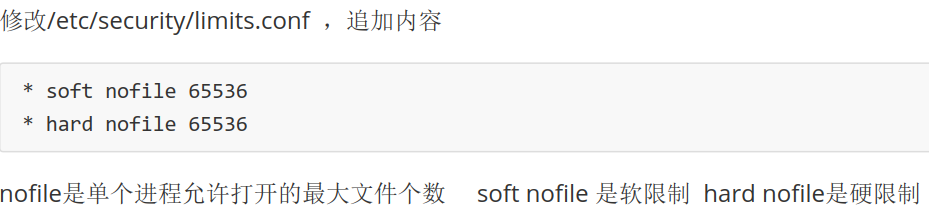 修改/etc/security/limits.conf ，追加内容
* soft nofile 65536
* hard nofile 65536
nofile是单个进程允许打开的最大文件个数 soft nofile 是软限制 hard nofile是硬限制